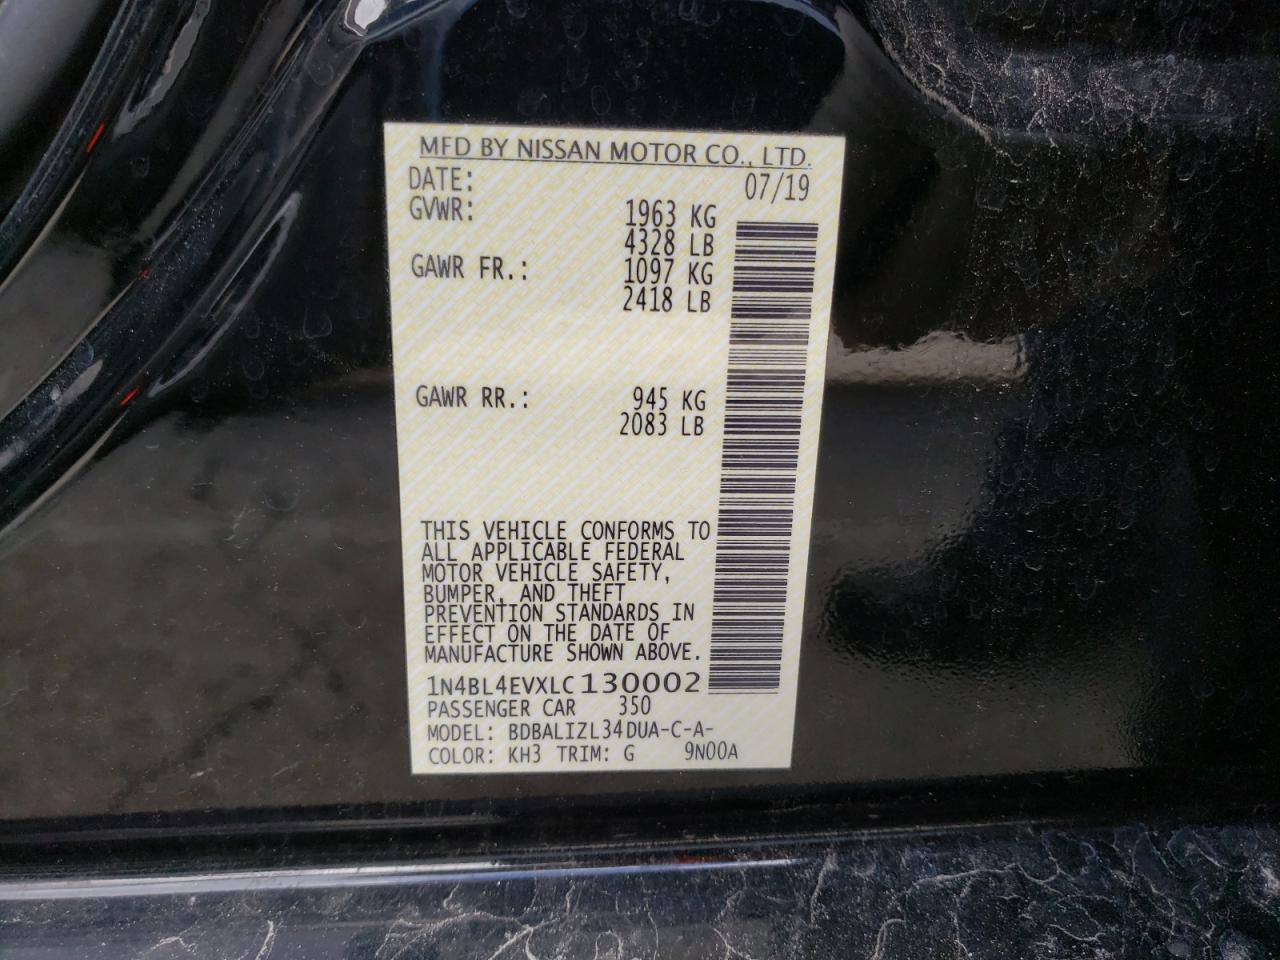 MFD BY NISSAN MOTOR CO., LTD.
DATE: 07/19
GVWR: 1963 KG
4328 LB
GAWR FR.: 1097 KG
2418 LB
GAWR RR.: 945 KG
2083 LB
THIS VEHICLE CONFORMS TO
ALL APPLICABLE FEDERAL
MOTOR VEHICLE SAFETY,
BUMPER, AND THEFT
PREVENTION STANDARDS IN
EFFECT ON THE DATE OF
MANUFACTURE SHOWN ABOVE.
1N4BL4EVXLC130002
PASSENGER CAR 350
MODEL: BDBALIZL34DUA-C-A-
COLOR: KH3 TRIM: G 9N00A